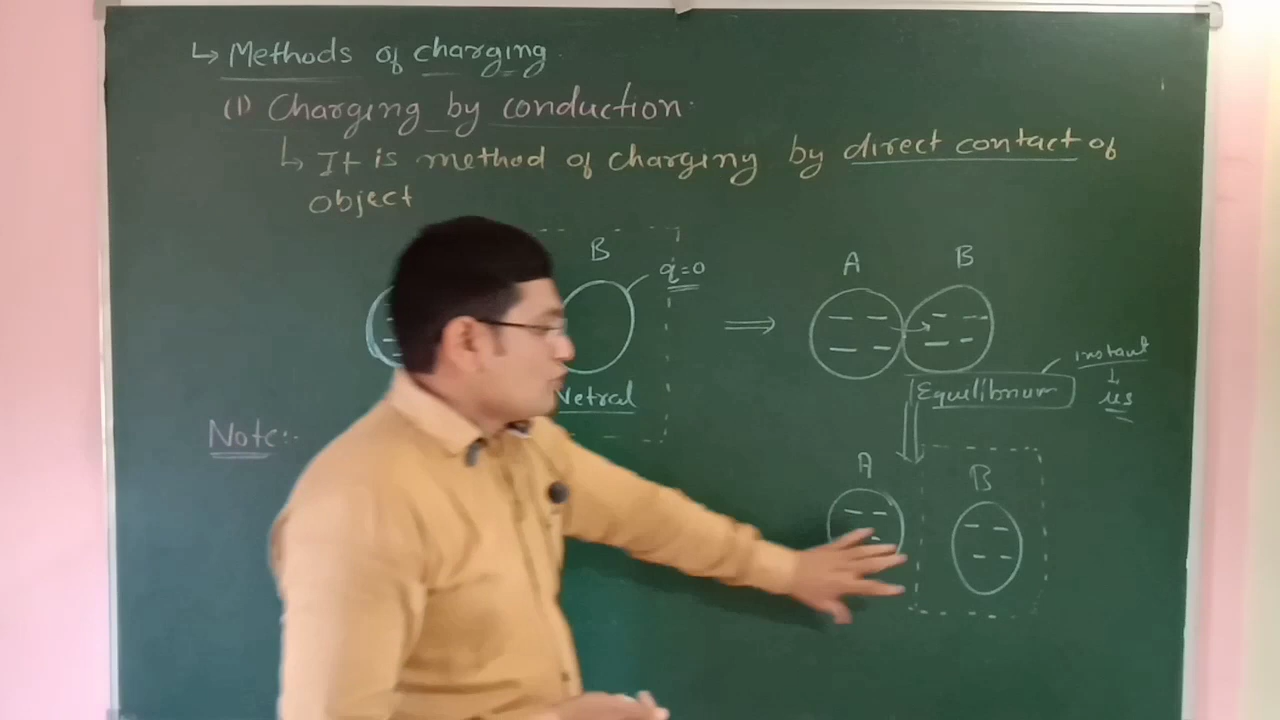 ↳ Methods of charging
(1) Charging by conduction.
↳ It is method of charging by direct contact of
object
B
q=0
Netral
⇒
A B
Equilibrium
instant
↓
us
Note:-
A B